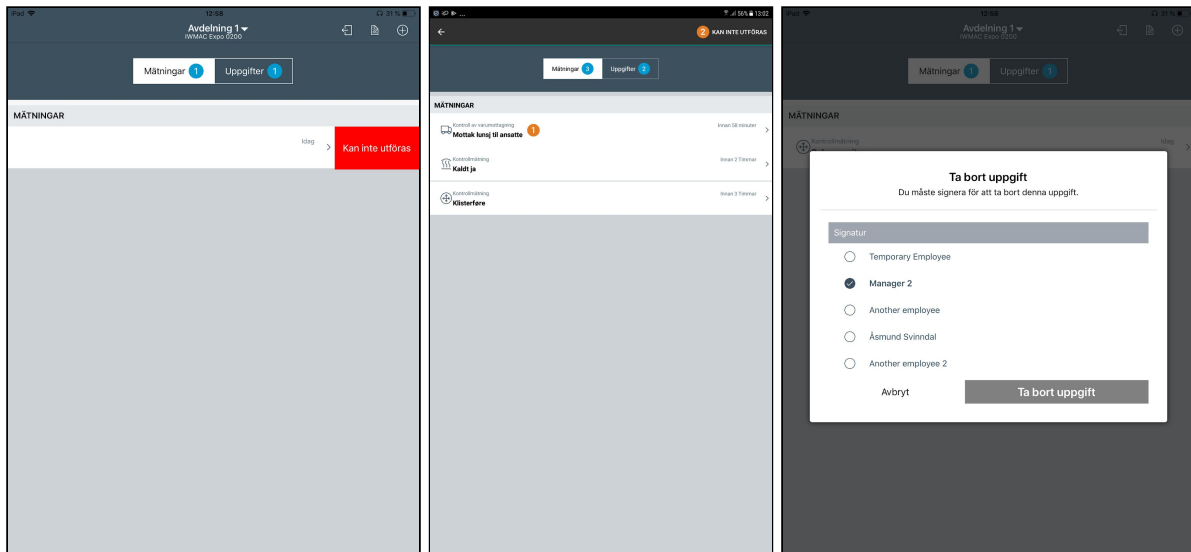 iPad 12:58 31 %
Avdelning 1
IWMAC Expo 0200
Mätningar 1 Uppgifter 1
MÄTNINGAR
Idag
Kan inte utföras
56% 13:02
2 KAN INTE UTFÖRAS
Mätningar 3 Uppgifter 2
MÄTNINGAR
Kontroll av varumottagning
Mottak lunsj til ansatte 1
Innan 58 minuter
Kontrollmätning
Kaldt ja
Innan 2 Timmar
Kontrollmätning
Klisterføre
Innan 3 Timmar
iPad 12:58 31 %
Avdelning 1
IWMAC Expo 0200
Mätningar 1 Uppgifter 1
MÄTNINGAR
Kontrollmätning
Idag
Ta bort uppgift
Du måste signera för att ta bort denna uppgift.
Signatur
Temporary Employee
Manager 2
Another employee
Åsmund Svinndal
Another employee 2
Avbryt Ta bort uppgift